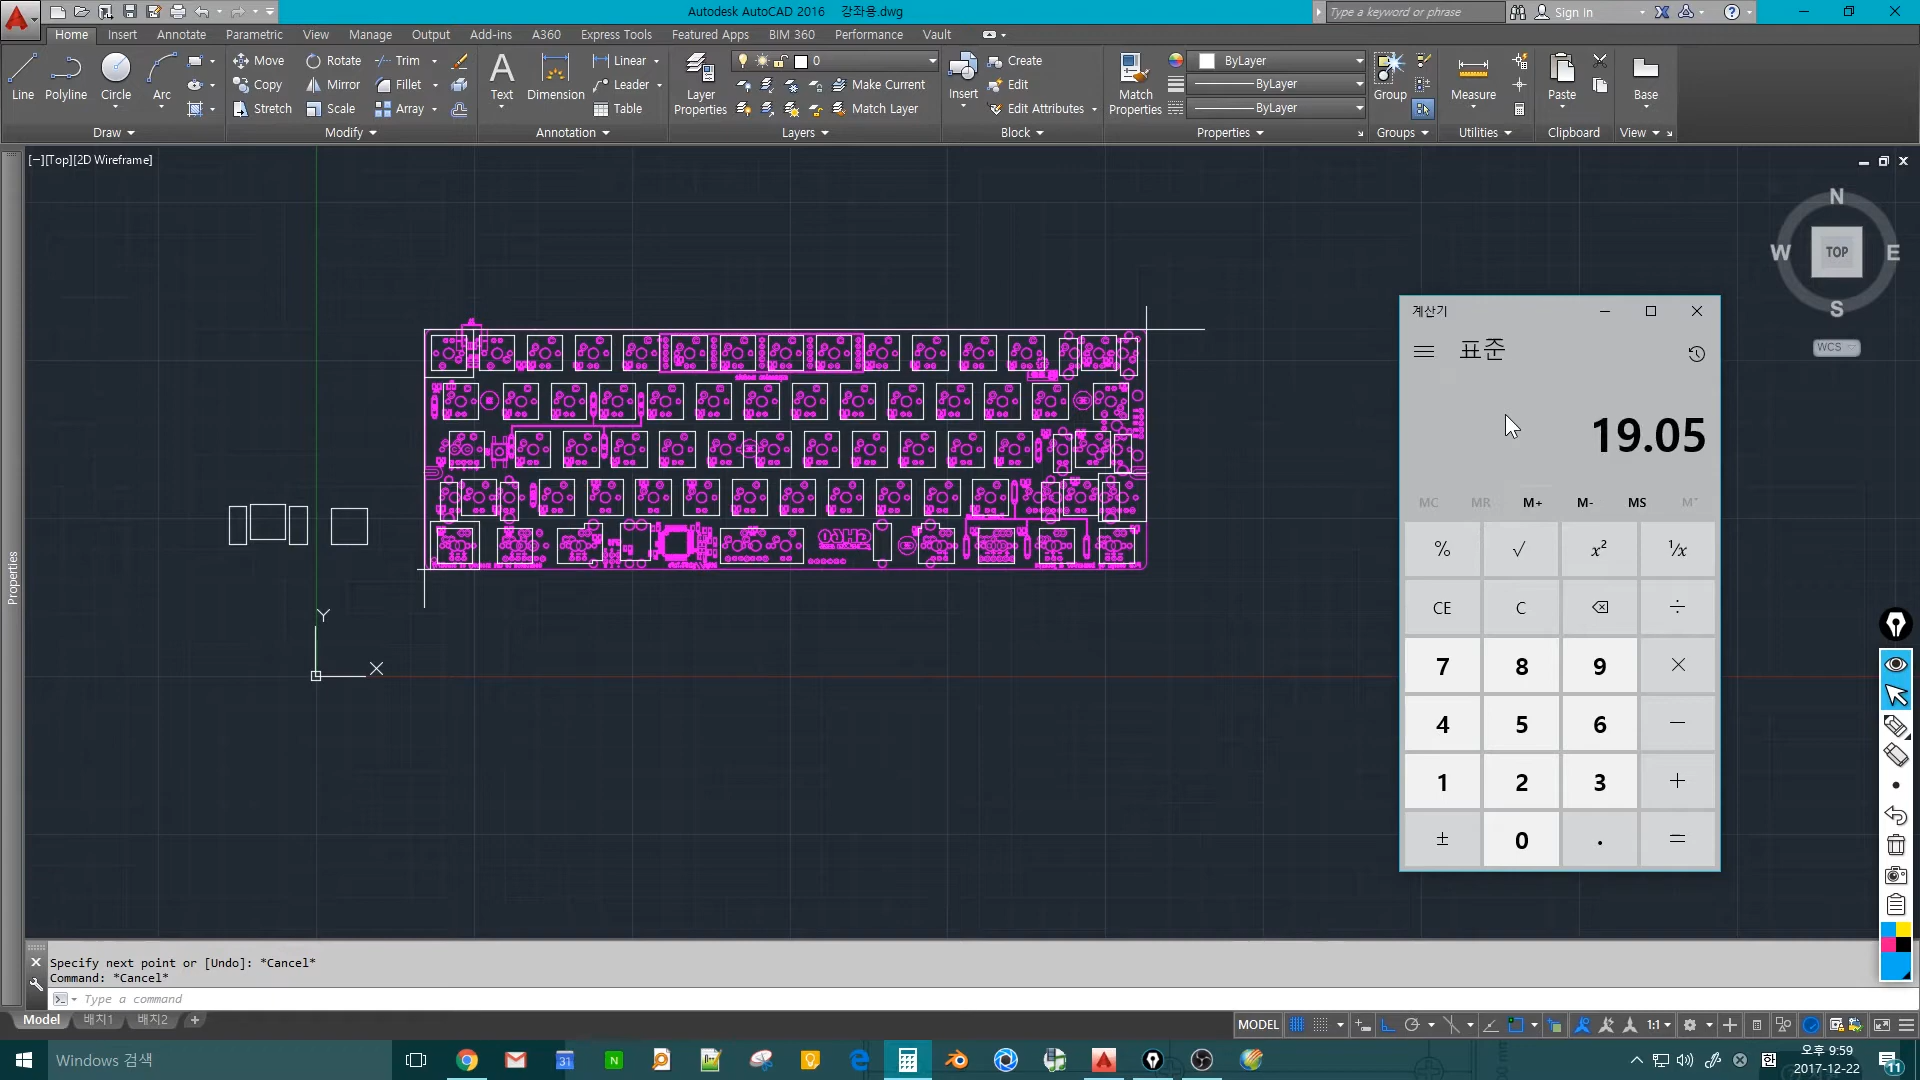 Autodesk AutoCAD 2016 강좌용.dwg
Type a keyword or phrase
Sign In
Home Insert Annotate Parametric View Manage Output Add-ins A360 Express Tools Featured Apps BIM 360 Performance Vault
Line
Polyline
Circle
Arc
Draw
Move
Rotate
Trim
Copy
Mirror
Fillet
Stretch
Scale
Array
Modify
Text
Dimension
Linear
Leader
Table
Annotation
Layer
Properties
0
Make Current
Match Layer
Layers
Insert
Create
Edit
Edit Attributes
Block
Match
Properties
ByLayer
ByLayer
ByLayer
Properties
Group
Groups
Measure
Utilities
Paste
Clipboard
Base
View
[−][Top][2D Wireframe]
N
W
TOP
E
S
WCS
Properties
Y
X
계산기
표준
19.05
MC MR M+ M- MS M˅
% √ x² ¹/x
CE C ÷
7 8 9 ×
4 5 6 −
1 2 3 +
± 0 . =
Specify next point or [Undo]: *Cancel*
Command: *Cancel*
Type a command
Model 배치1 배치2 +
MODEL
1:1
Windows 검색
31
N
오후 9:59
2017-12-22
11